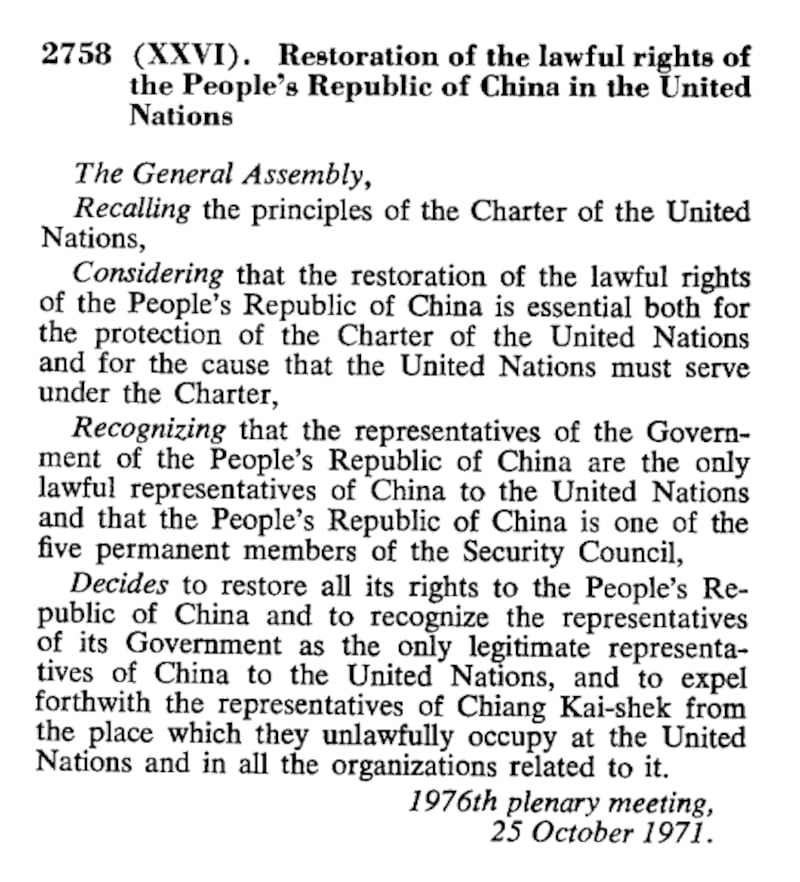 2758 (XXVI). Restoration of the lawful rights of
the People's Republic of China in the United
Nations
The General Assembly,
Recalling the principles of the Charter of the United
Nations,
Considering that the restoration of the lawful rights
of the People's Republic of China is essential both for
the protection of the Charter of the United Nations
and for the cause that the United Nations must serve
under the Charter,
Recognizing that the representatives of the Govern-
ment of the People's Republic of China are the only
lawful representatives of China to the United Nations
and that the People's Republic of China is one of the
five permanent members of the Security Council,
Decides to restore all its rights to the People's Re-
public of China and to recognize the representatives
of its Government as the only legitimate representa-
tives of China to the United Nations, and to expel
forthwith the representatives of Chiang Kai-shek from
the place which they unlawfully occupy at the United
Nations and in all the organizations related to it.
1976th plenary meeting,
25 October 1971.